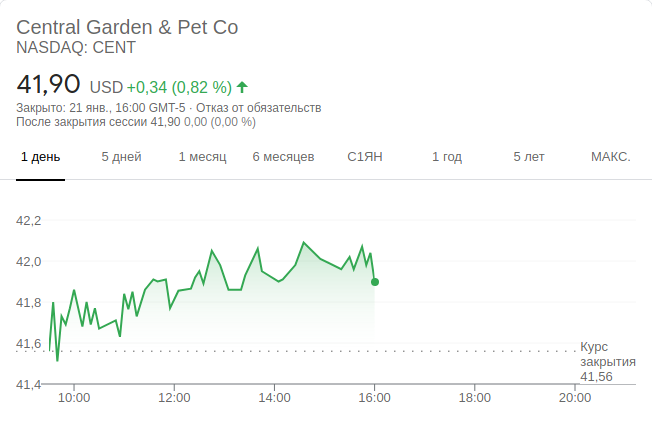 Central Garden & Pet Co
NASDAQ: CENT
41,90 USD +0,34 (0,82 %)
Закрыто: 21 янв., 16:00 GMT-5 · Отказ от обязательств
После закрытия сессии 41,90 0,00 (0,00 %)
1 день 5 дней 1 месяц 6 месяцев С1ЯН 1 год 5 лет МАКС.
42,2
42,0
41,8
41,6
Курс
закрытия
41,56
41,4
10:00 12:00 14:00 16:00 18:00 20:00